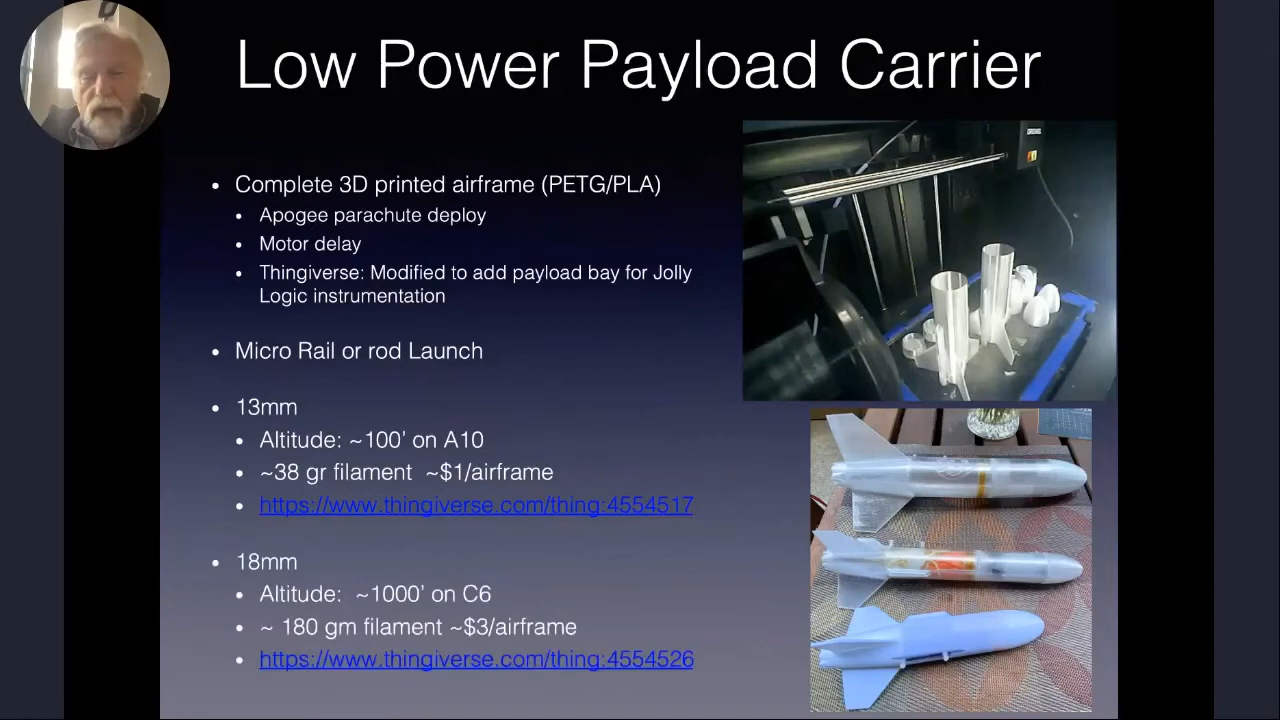 Low Power Payload Carrier
Complete 3D printed airframe (PETG/PLA)
Apogee parachute deploy
Motor delay
Thingiverse: Modified to add payload bay for Jolly
Logic instrumentation
Micro Rail or rod Launch
13mm
Altitude: ~100’ on A10
~38 gr filament ~$1/airframe
https://www.thingiverse.com/thing:4554517
18mm
Altitude: ~1000’ on C6
~ 180 gm filament ~$3/airframe
https://www.thingiverse.com/thing:4554526